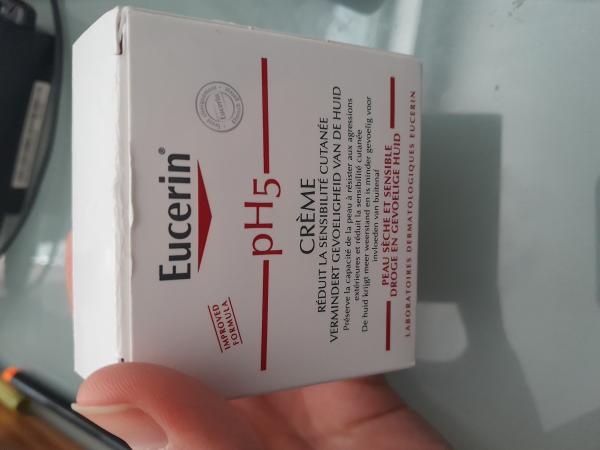 Eucerin®
IMPROVED
FORMULA
pH5
CRÈME
RÉDUIT LA SENSIBILITÉ CUTANÉE
VERMINDERT GEVOELIGHEID VAN DE HUID
Préserve la capacité de la peau à résister aux agressions
extérieures et réduit la sensibilité cutanée
De huid krijgt meer weerstand en is minder gevoelig voor
invloeden van buitenaf
PEAU SÈCHE ET SENSIBLE
DROGE EN GEVOELIGE HUID
LABORATOIRES DERMATOLOGIQUES EUCERIN